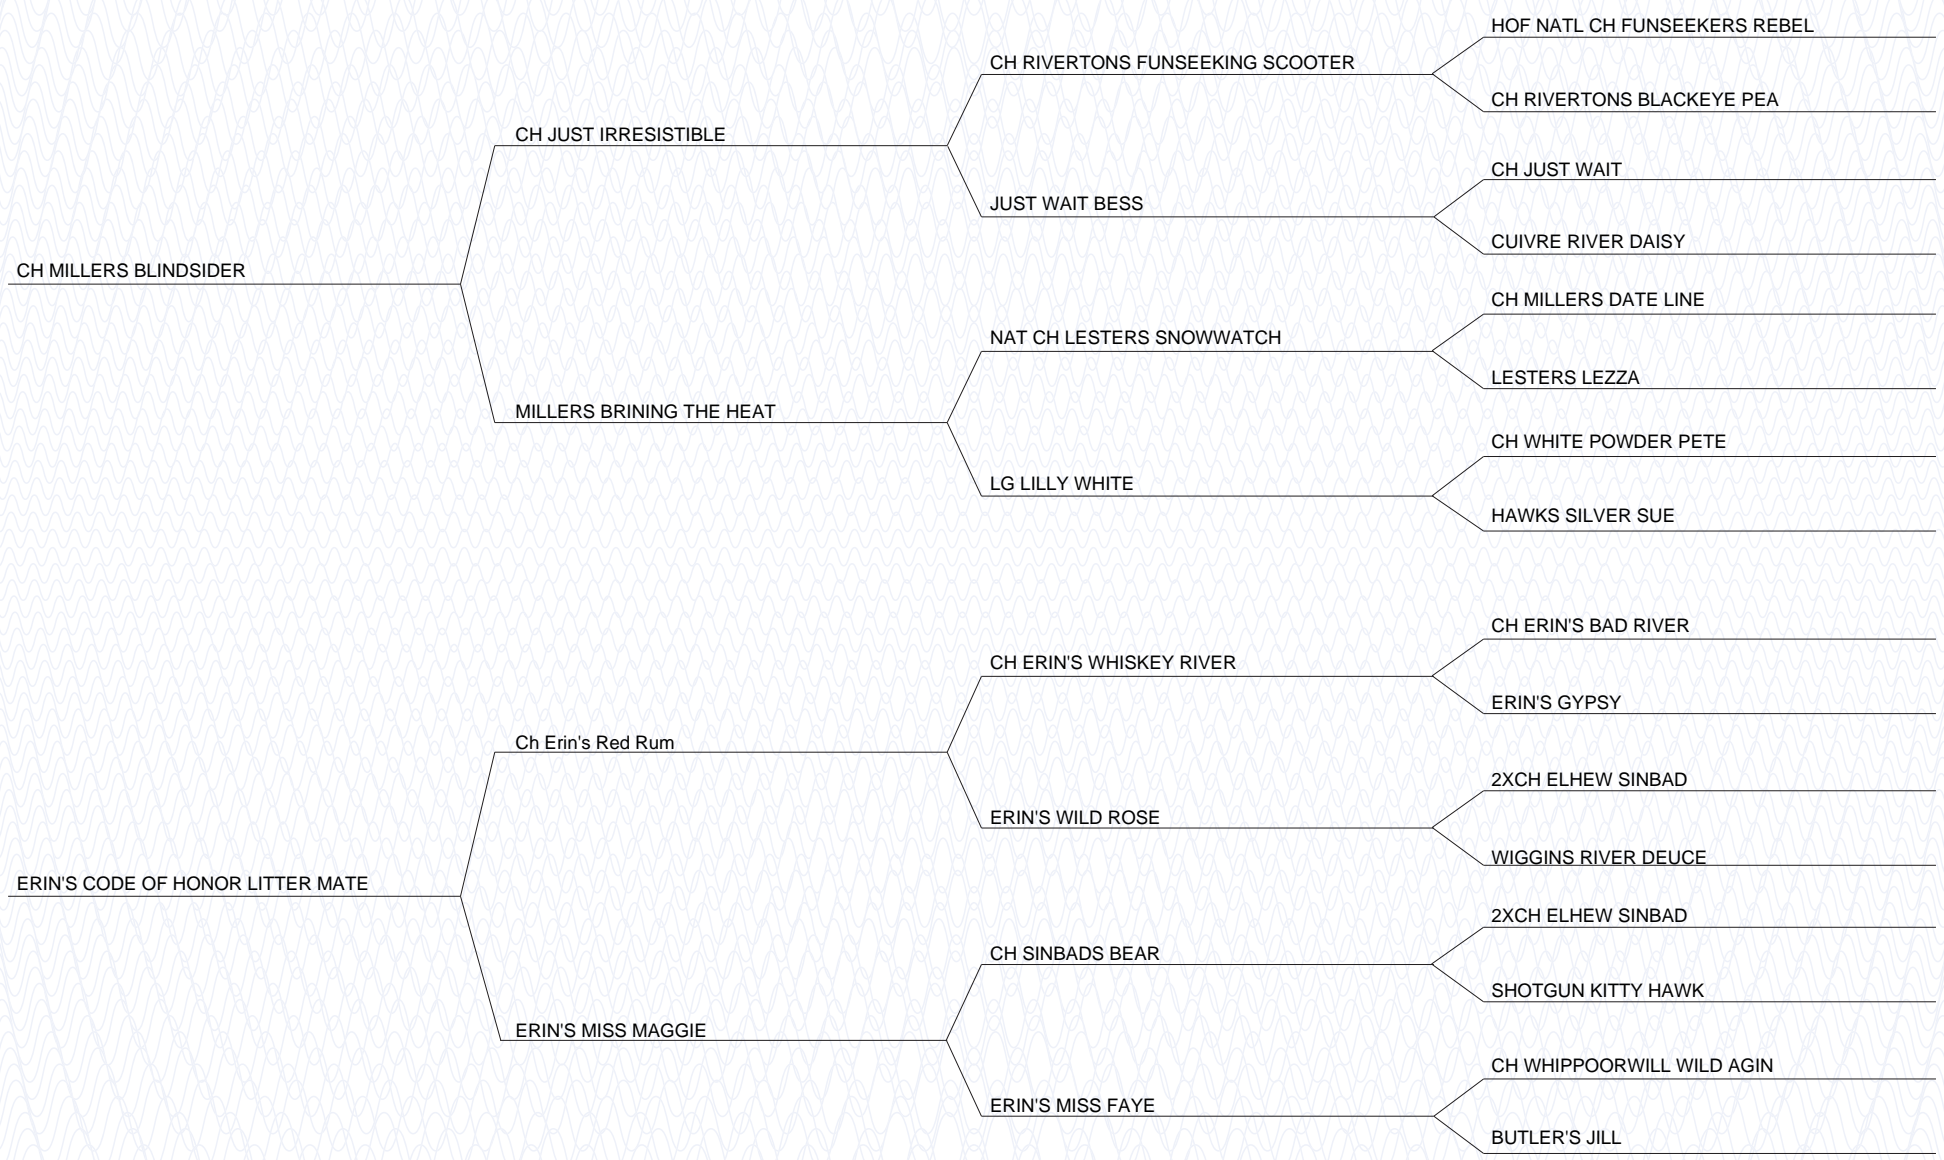 HOF NATL CH FUNSEEKERS REBEL
CH RIVERTONS FUNSEEKING SCOOTER
CH RIVERTONS BLACKEYE PEA
CH JUST IRRESISTIBLE
CH JUST WAIT
JUST WAIT BESS
CUIVRE RIVER DAISY
CH MILLERS BLINDSIDER
CH MILLERS DATE LINE
NAT CH LESTERS SNOWWATCH
LESTERS LEZZA
MILLERS BRINING THE HEAT
CH WHITE POWDER PETE
LG LILLY WHITE
HAWKS SILVER SUE
CH ERIN'S BAD RIVER
CH ERIN'S WHISKEY RIVER
ERIN'S GYPSY
Ch Erin's Red Rum
2XCH ELHEW SINBAD
ERIN'S WILD ROSE
WIGGINS RIVER DEUCE
ERIN'S CODE OF HONOR LITTER MATE
2XCH ELHEW SINBAD
CH SINBADS BEAR
SHOTGUN KITTY HAWK
ERIN'S MISS MAGGIE
CH WHIPPOORWILL WILD AGIN
ERIN'S MISS FAYE
BUTLER'S JILL